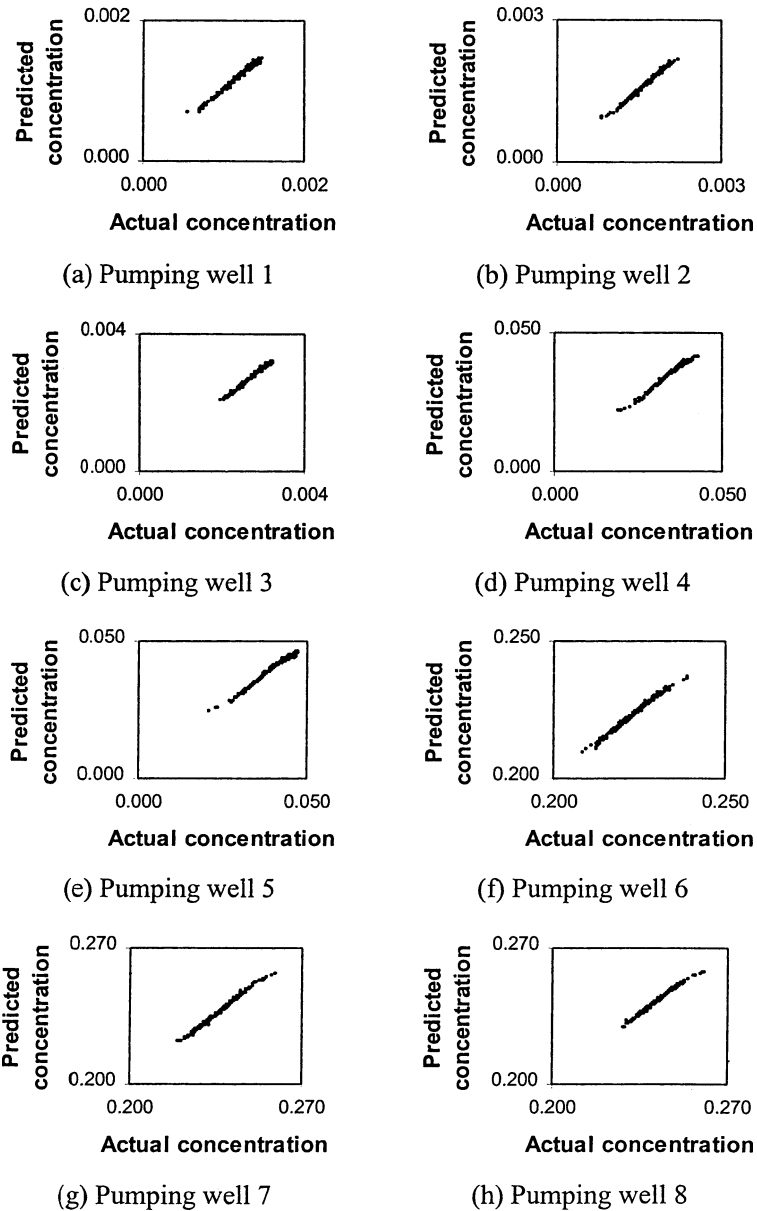 0.002
Predicted
concentration
0.000
0.000
0.002
Actual concentration
(a) Pumping well 1
0.003
Predicted
concentration
0.000
0.000
0.003
Actual concentration
(b) Pumping well 2
0.004
Predicted
concentration
0.000
0.000
0.004
Actual concentration
(c) Pumping well 3
0.050
Predicted
concentration
0.000
0.000
0.050
Actual concentration
(d) Pumping well 4
0.050
Predicted
concentration
0.000
0.000
0.050
Actual concentration
(e) Pumping well 5
0.250
Predicted
concentration
0.200
0.200
0.250
Actual concentration
(f) Pumping well 6
0.270
Predicted
concentration
0.200
0.200
0.270
Actual concentration
(g) Pumping well 7
0.270
Predicted
concentration
0.200
0.200
0.270
Actual concentration
(h) Pumping well 8